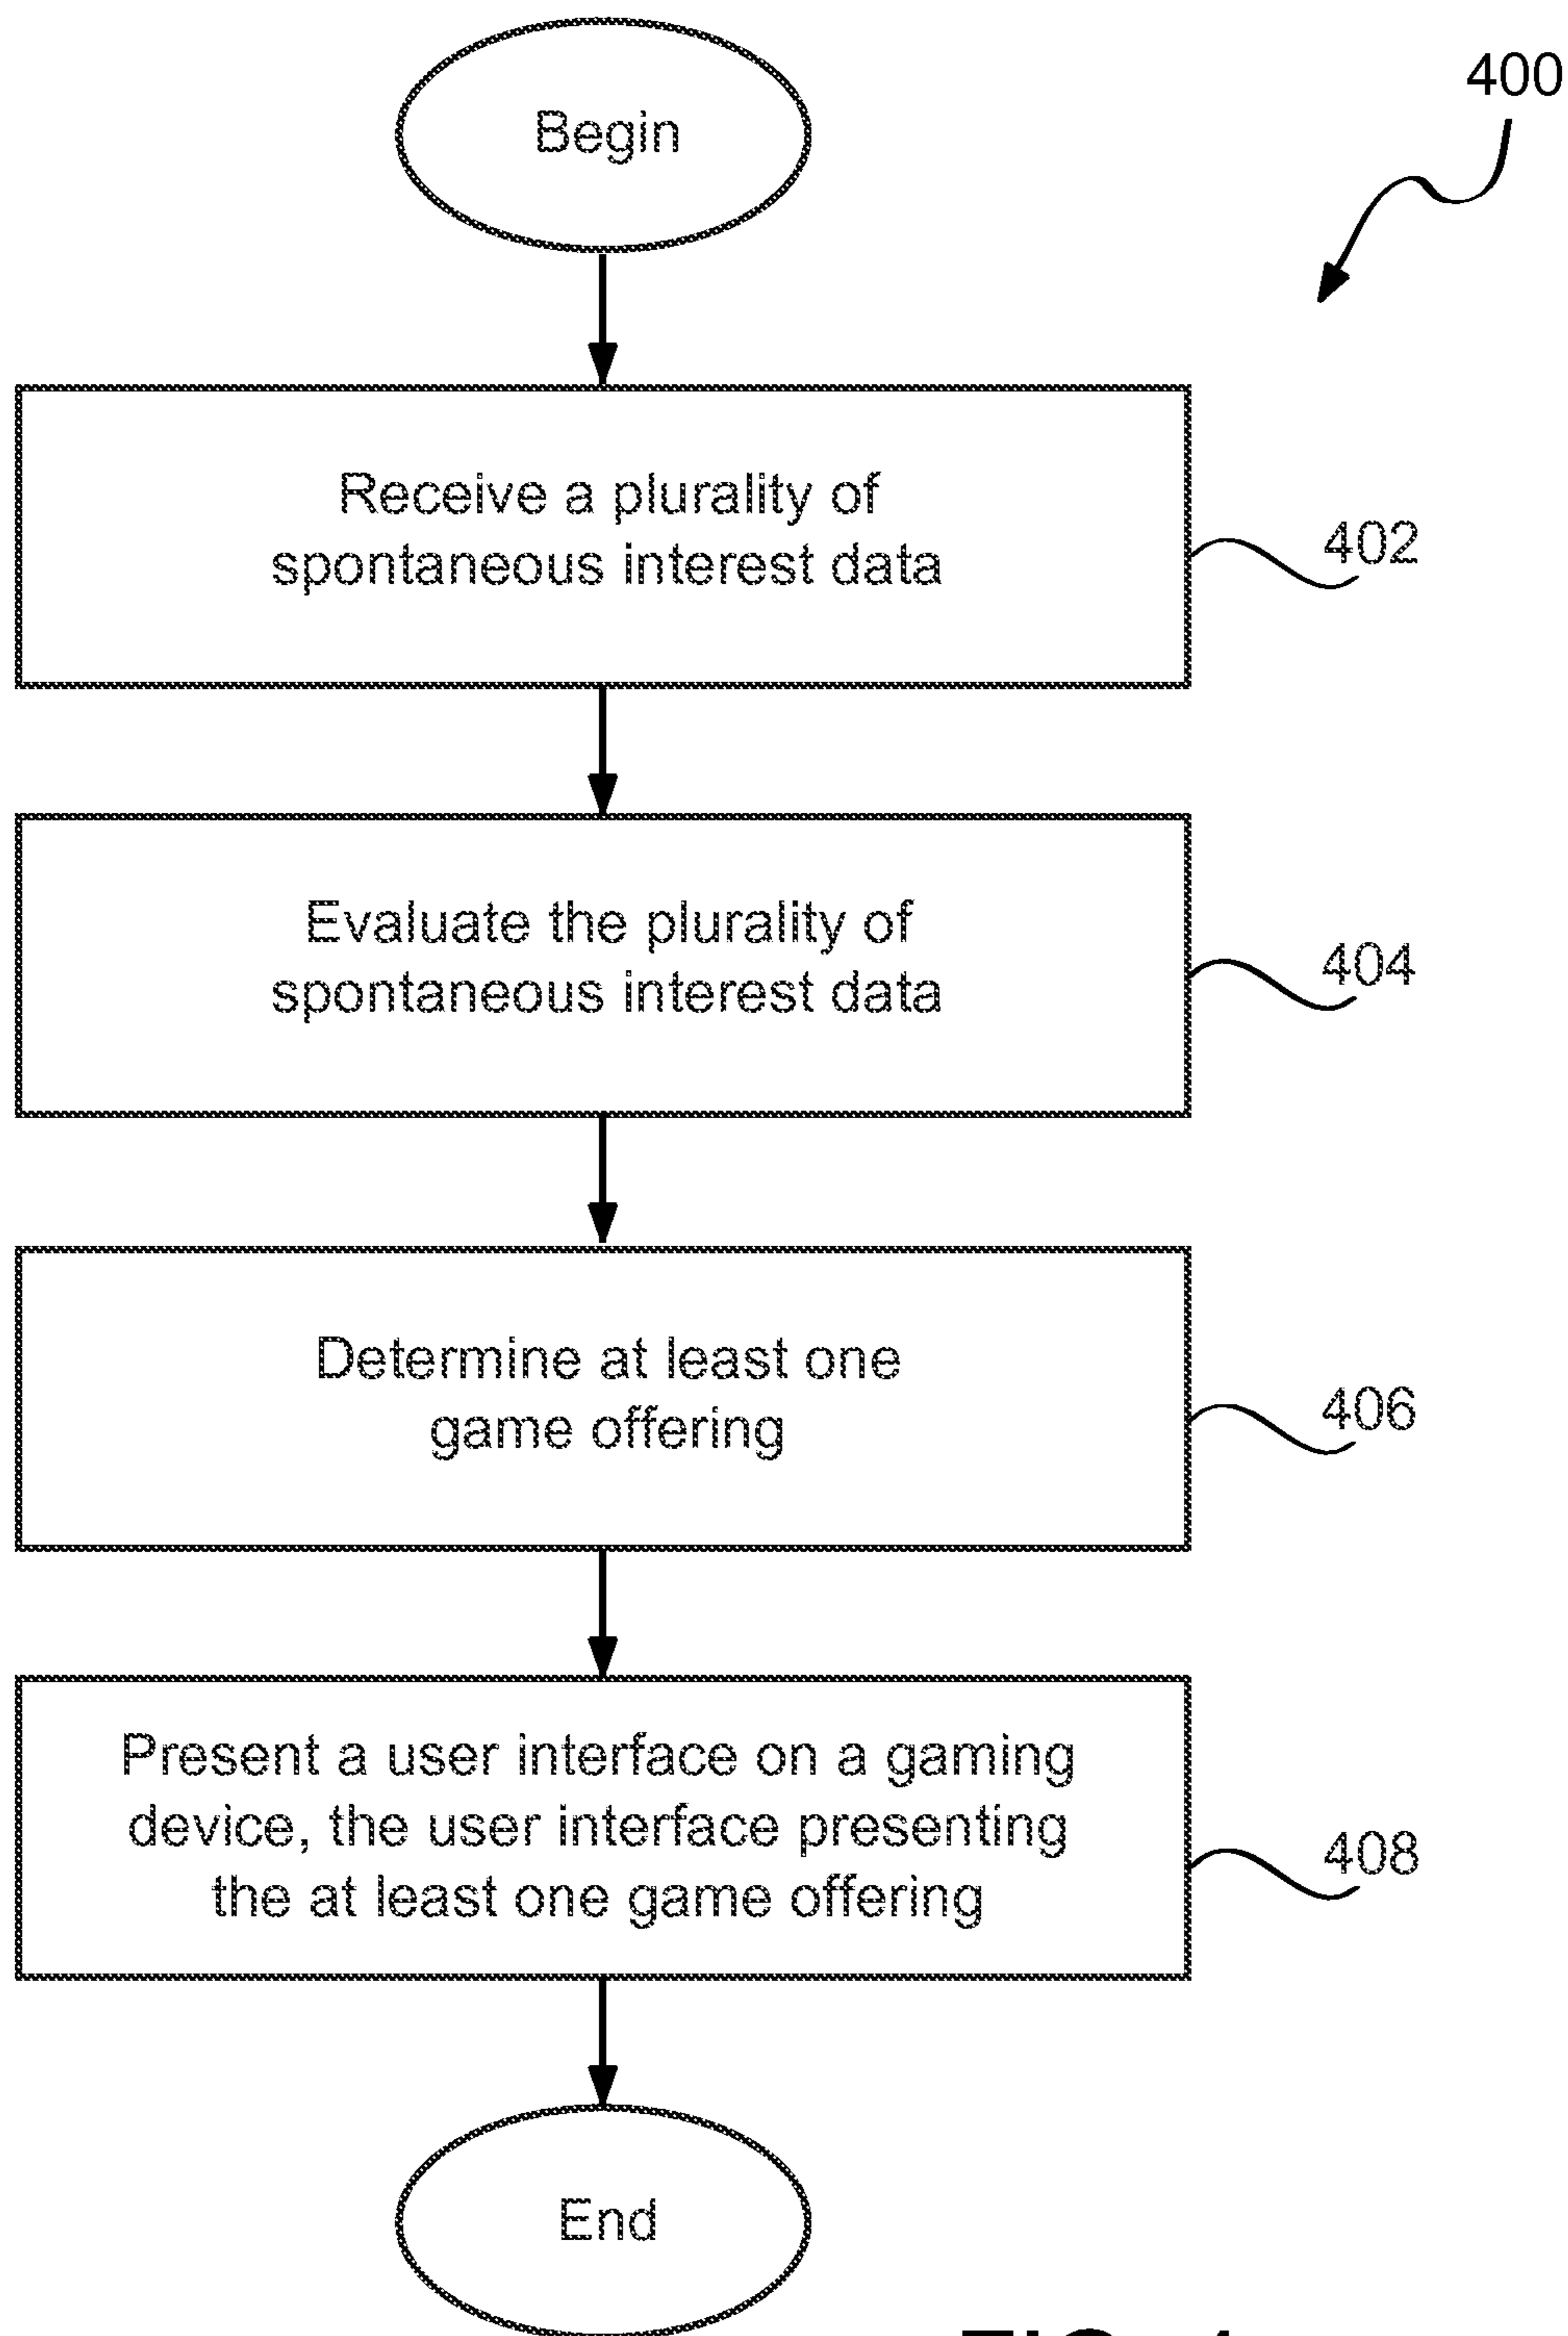 400
Begin
Receive a plurality of
spontaneous interest data
402
Evaluate the plurality of
spontaneous interest data
404
Determine at least one
game offering
406
Present a user interface on a gaming
device, the user interface presenting
the at least one game offering
408
End